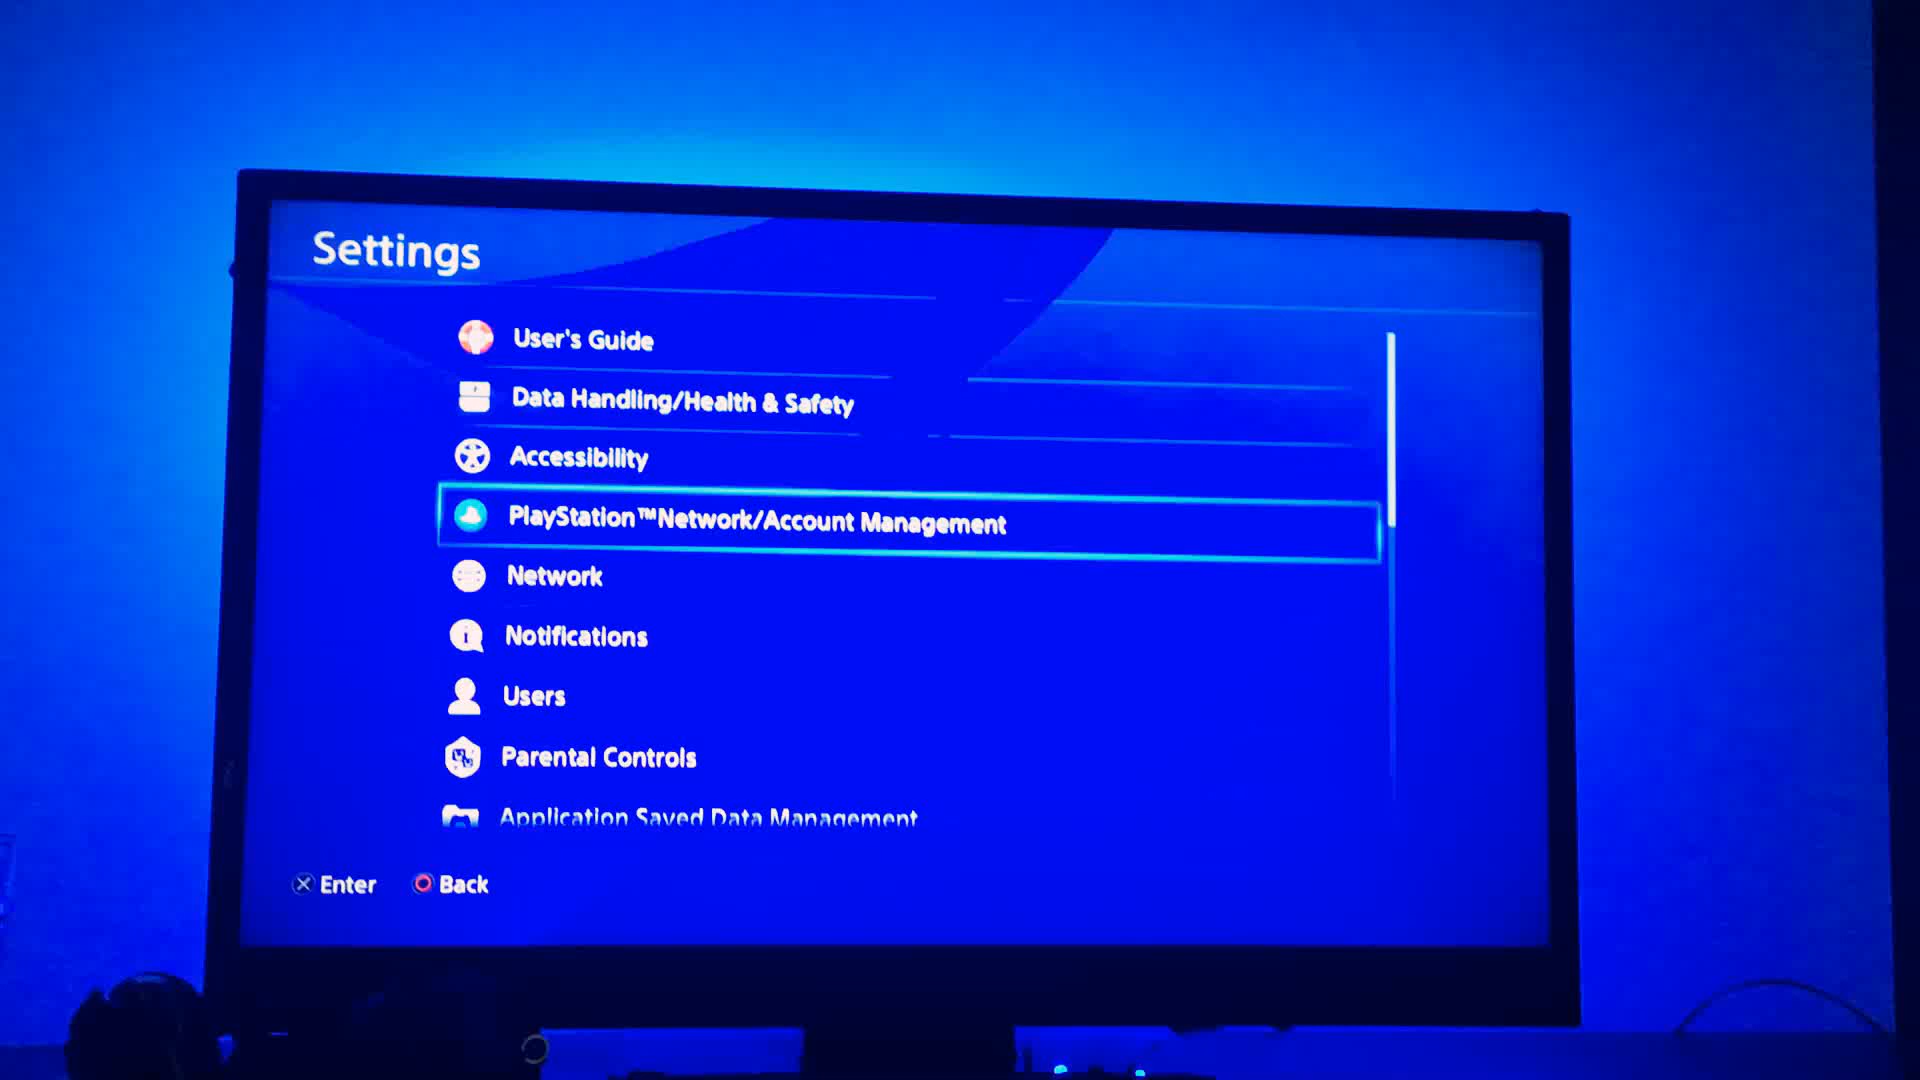 Settings
User's Guide
Data Handling/Health & Safety
Accessibility
PlayStation™Network/Account Management
Network
Notifications
Users
Parental Controls
Application Saved Data Management
Enter Back